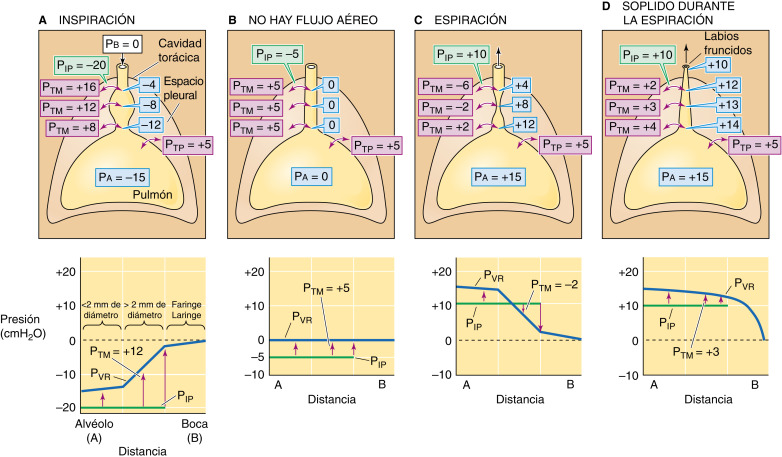 A INSPIRACIÓN
PB = 0
Cavidad
torácica
PIP = –20
PTM = +16
–4
Espacio
pleural
PTM = +12
–8
PTM = +8
–12
PTP = +5
PA = –15
Pulmón
B NO HAY FLUJO AÉREO
PIP = –5
PTM = +5
0
PTM = +5
0
PTM = +5
0
PTP = +5
PA = 0
C ESPIRACIÓN
PIP = +10
PTM = –6
+4
PTM = –2
+8
PTM = +2
+12
PTP = +5
PA = +15
D SOPLIDO DURANTE
LA ESPIRACIÓN
Labios
fruncidos
PIP = +10
+10
PTM = +2
+12
PTM = +3
+13
PTM = +4
+14
PTP = +5
PA = +15
Presión
(cmH2O)
+20
+10
0
–10
–20
<2 mm de
diámetro
> 2 mm de
diámetro
Faringe
Laringe
PTM = +12
PVR
PIP
Alvéolo
(A)
Boca
(B)
Distancia
+20
+10
0
–5
–10
PTM = +5
PVR
PIP
A
B
Distancia
+20
+10
0
–10
PVR
PTM = –2
PIP
A
B
Distancia
+20
+10
0
–10
PVR
PIP
PTM = +3
A
B
Distancia